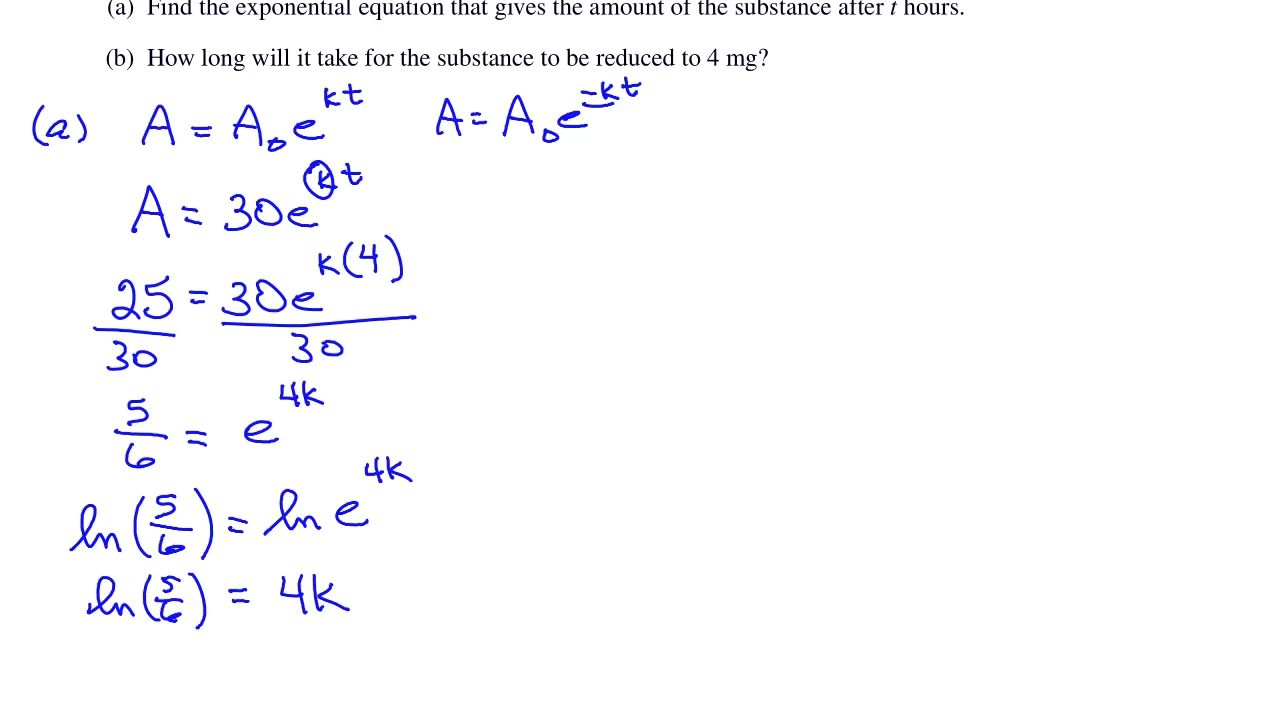 (a) Find the exponential equation that gives the amount of the substance after t hours.
(b) How long will it take for the substance to be reduced to 4 mg?
(a) A = A₀e^{kt} A = A₀e^{-kt}
A = 30e^{kt}
25/30 = 30e^{k(4)}/30
5/6 = e^{4k}
ln(5/6) = ln e^{4k}
ln(5/6) = 4k